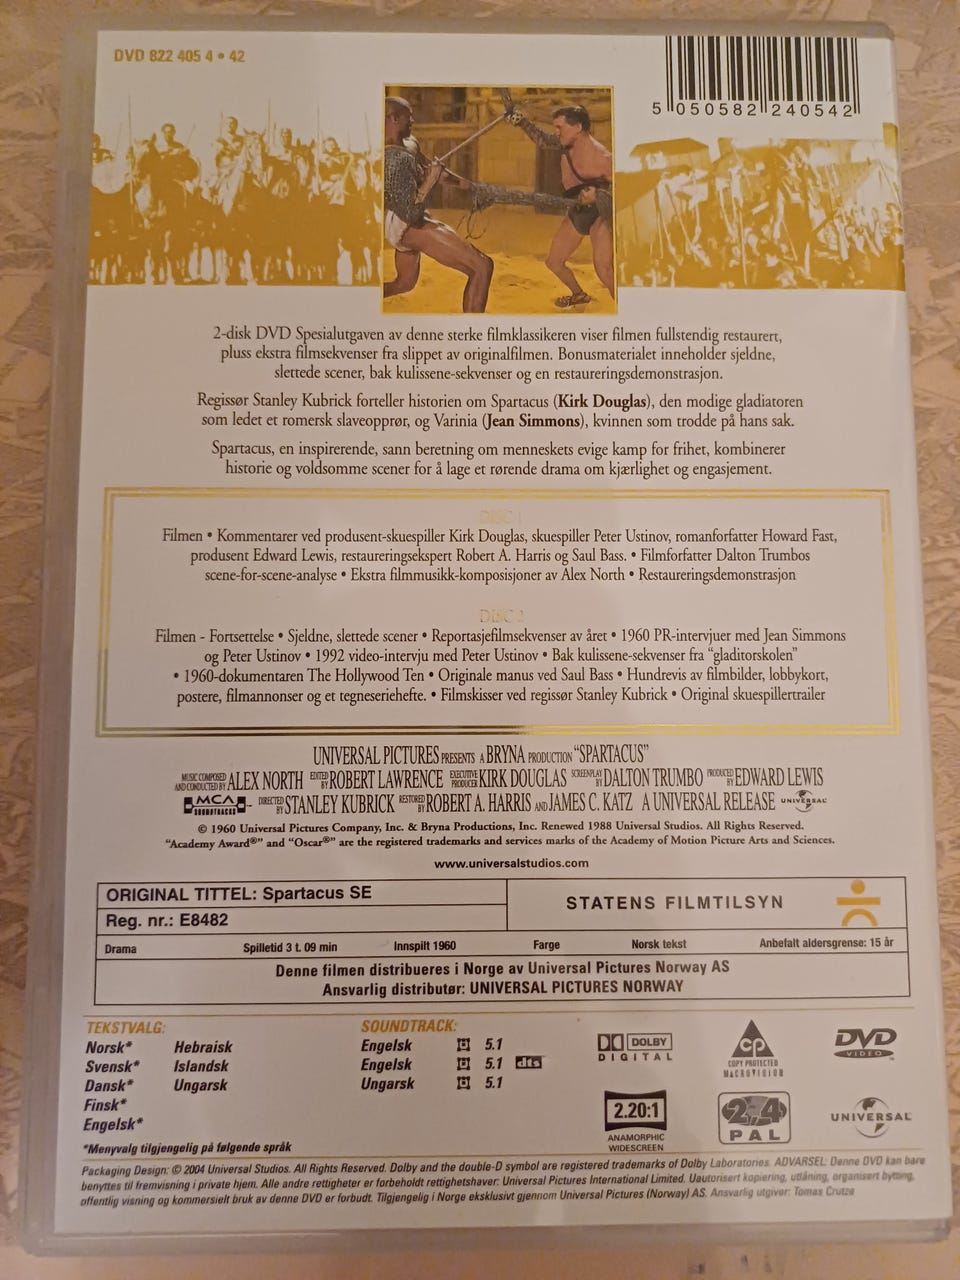 DVD 822 405 4 • 42
5 050582 240542
2-disk DVD Spesialutgaven av denne sterke filmklassikeren viser filmen fullstendig restaurert,
pluss ekstra filmsekvenser fra slippet av originalfilmen. Bonusmaterialet inneholder sjeldne,
slettede scener, bak kulissene-sekvenser og en restaureringsdemonstrasjon.
Regissør Stanley Kubrick forteller historien om Spartacus (Kirk Douglas), den modige gladiatoren
som ledet et romersk slaveopprør, og Varinia (Jean Simmons), kvinnen som trodde på hans sak.
Spartacus, en inspirerende, sann beretning om menneskets evige kamp for frihet, kombinerer
historie og voldsomme scener for å lage et rørende drama om kjærlighet og engasjement.
DISC 1
Filmen • Kommentarer ved produsent-skuespiller Kirk Douglas, skuespiller Peter Ustinov, romanforfatter Howard Fast,
produsent Edward Lewis, restaureringsekspert Robert A. Harris og Saul Bass. • Filmforfatter Dalton Trumbos
scene-for-scene-analyse • Ekstra filmmusikk-komposisjoner av Alex North • Restaureringsdemonstrasjon
DISC 2
Filmen - Fortsettelse • Sjeldne, slettede scener • Reportasjefilmsekvenser av året • 1960 PR-intervjuer med Jean Simmons
og Peter Ustinov • 1992 video-intervju med Peter Ustinov • Bak kulissene-sekvenser fra "gladitorskolen"
• 1960-dokumentaren The Hollywood Ten • Originale manus ved Saul Bass • Hundrevis av filmbilder, lobbykort,
postere, filmannonser og et tegneseriehefte. • Filmskisser ved regissør Stanley Kubrick • Original skuespillertrailer
UNIVERSAL PICTURES PRESENTS A BRYNA PRODUCTION "SPARTACUS"
MUSIC COMPOSED AND CONDUCTED BY ALEX NORTH EDITED BY ROBERT LAWRENCE EXECUTIVE PRODUCER KIRK DOUGLAS SCREENPLAY BY DALTON TRUMBO PRODUCED BY EDWARD LEWIS
MCA SOUNDTRACKS DIRECTED BY STANLEY KUBRICK RESTORED BY ROBERT A. HARRIS AND JAMES C. KATZ A UNIVERSAL RELEASE UNIVERSAL
© 1960 Universal Pictures Company, Inc. & Bryna Productions, Inc. Renewed 1988 Universal Studios. All Rights Reserved.
"Academy Award®" and "Oscar®" are the registered trademarks and services marks of the Academy of Motion Picture Arts and Sciences.
www.universalstudios.com
ORIGINAL TITTEL: Spartacus SE
Reg. nr.: E8482
STATENS FILMTILSYN
Drama Spilletid 3 t. 09 min Innspilt 1960 Farge Norsk tekst Anbefalt aldersgrense: 15 år
Denne filmen distribueres i Norge av Universal Pictures Norway AS
Ansvarlig distributør: UNIVERSAL PICTURES NORWAY
TEKSTVALG:
Norsk* Hebraisk
Svensk* Islandsk
Dansk* Ungarsk
Finsk*
Engelsk*
*Menyvalg tilgjengelig på følgende språk
SOUNDTRACK:
Engelsk 5.1
Engelsk 5.1 dts
Ungarsk 5.1
DOLBY
DIGITAL
CP
COPY PROTECTED
MACROVISION
DVD
VIDEO
2.20:1
ANAMORPHIC
WIDESCREEN
2 4
PAL
UNIVERSAL
Packaging Design: © 2004 Universal Studios. All Rights Reserved. Dolby and the double-D symbol are registered trademarks of Dolby Laboratories. ADVARSEL: Denne DVD kan bare
benyttes til fremvisning i private hjem. Alle andre rettigheter er forbeholdt rettighetshaver: Universal Pictures International Limited. Uautorisert kopiering, utlåning, organisert bytting,
offentlig visning og kommersielt bruk av denne DVD er forbudt. Tilgjengelig i Norge eksklusivt gjennom Universal Pictures (Norway) AS. Ansvarlig utgiver: Tomas Crutze